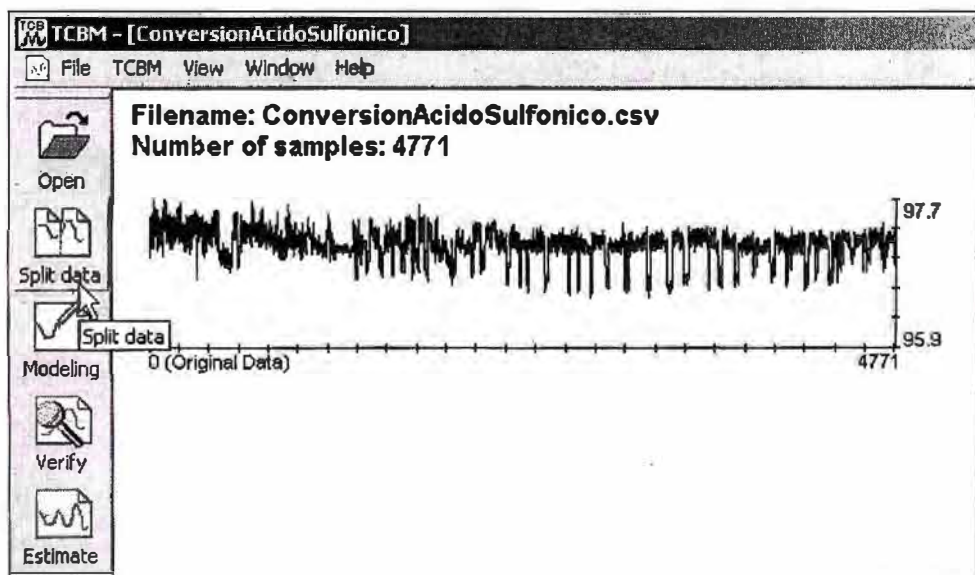 TCB
TCBM - [ConversionAcidoSulfonico]
File TCBM View Window Help
Filename: ConversionAcidoSulfonico.csv
Number of samples: 4771
Open
97.7
Split data
Split data
95.9
0 (Original Data)
4771
Modeling
Verify
Estimate